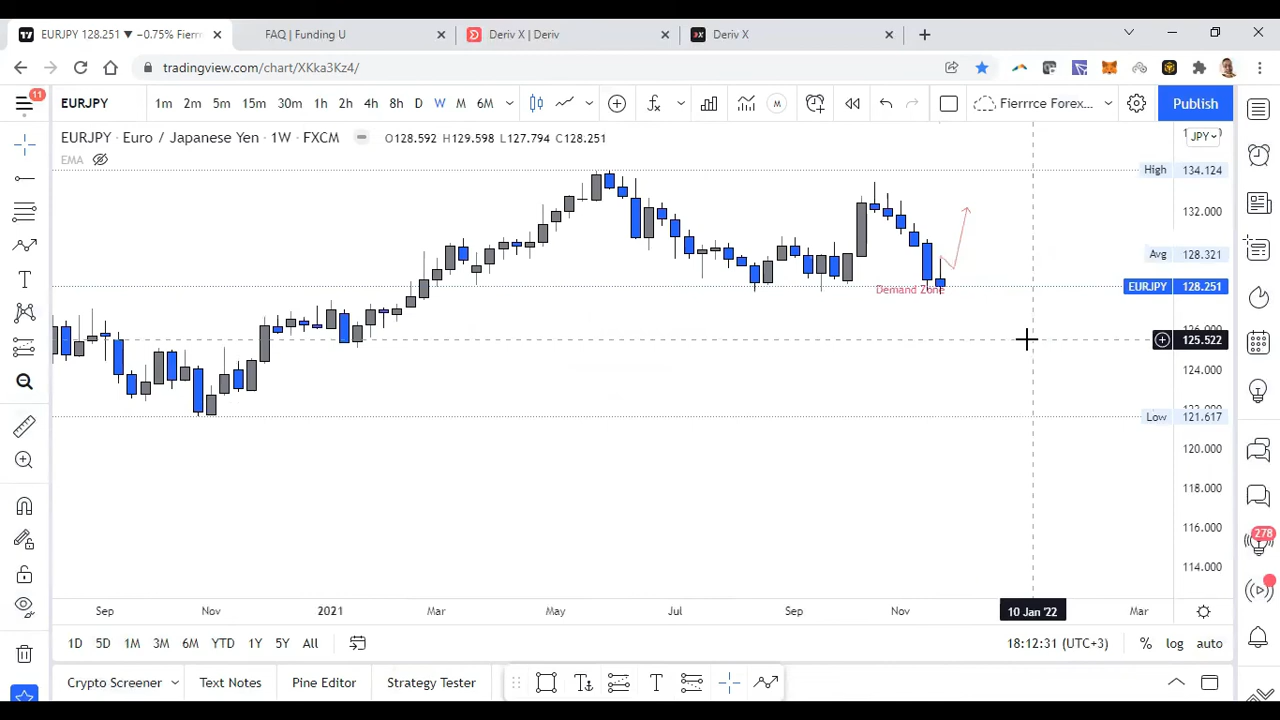 EURJPY 128.251 ▼ −0.75% Fierr
FAQ | Funding U
Deriv X | Deriv
Deriv X
tradingview.com/chart/XKka3Kz4/
11
EURJPY
1m 2m 5m 15m 30m 1h 2h 4h 8h D W M 6M
M
Fierrrce Forex...
Publish
EURJPY · Euro / Japanese Yen · 1W · FXCM
O128.592 H129.598 L127.794 C128.251
JPY
EMA
High 134.124
132.000
Avg 128.321
EURJPY 128.251
Demand Zone
126.000
125.522
124.000
122.000
Low 121.617
120.000
118.000
116.000
114.000
278
Sep Nov 2021 Mar May Jul Sep Nov 10 Jan '22 Mar
1D 5D 1M 3M 6M YTD 1Y 5Y All
18:12:31 (UTC+3) % log auto
Crypto Screener Text Notes Pine Editor Strategy Tester